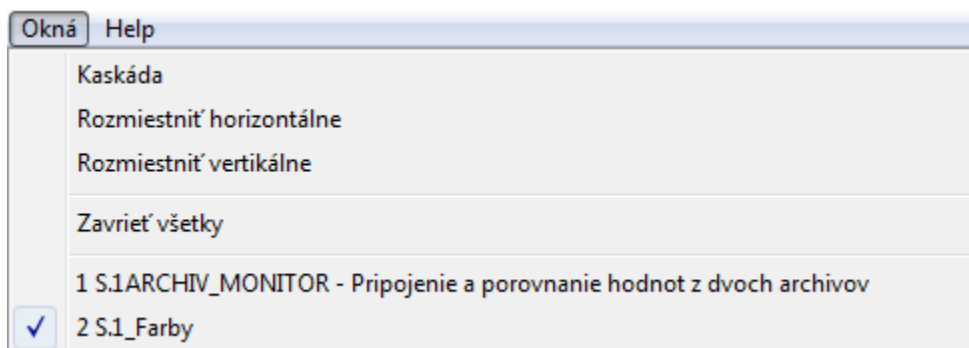 Okná Help
Kaskáda
Rozmiestniť horizontálne
Rozmiestniť vertikálne
Zavrieť všetky
1 S.1ARCHIV_MONITOR - Pripojenie a porovnanie hodnot z dvoch archivov
2 S.1_Farby